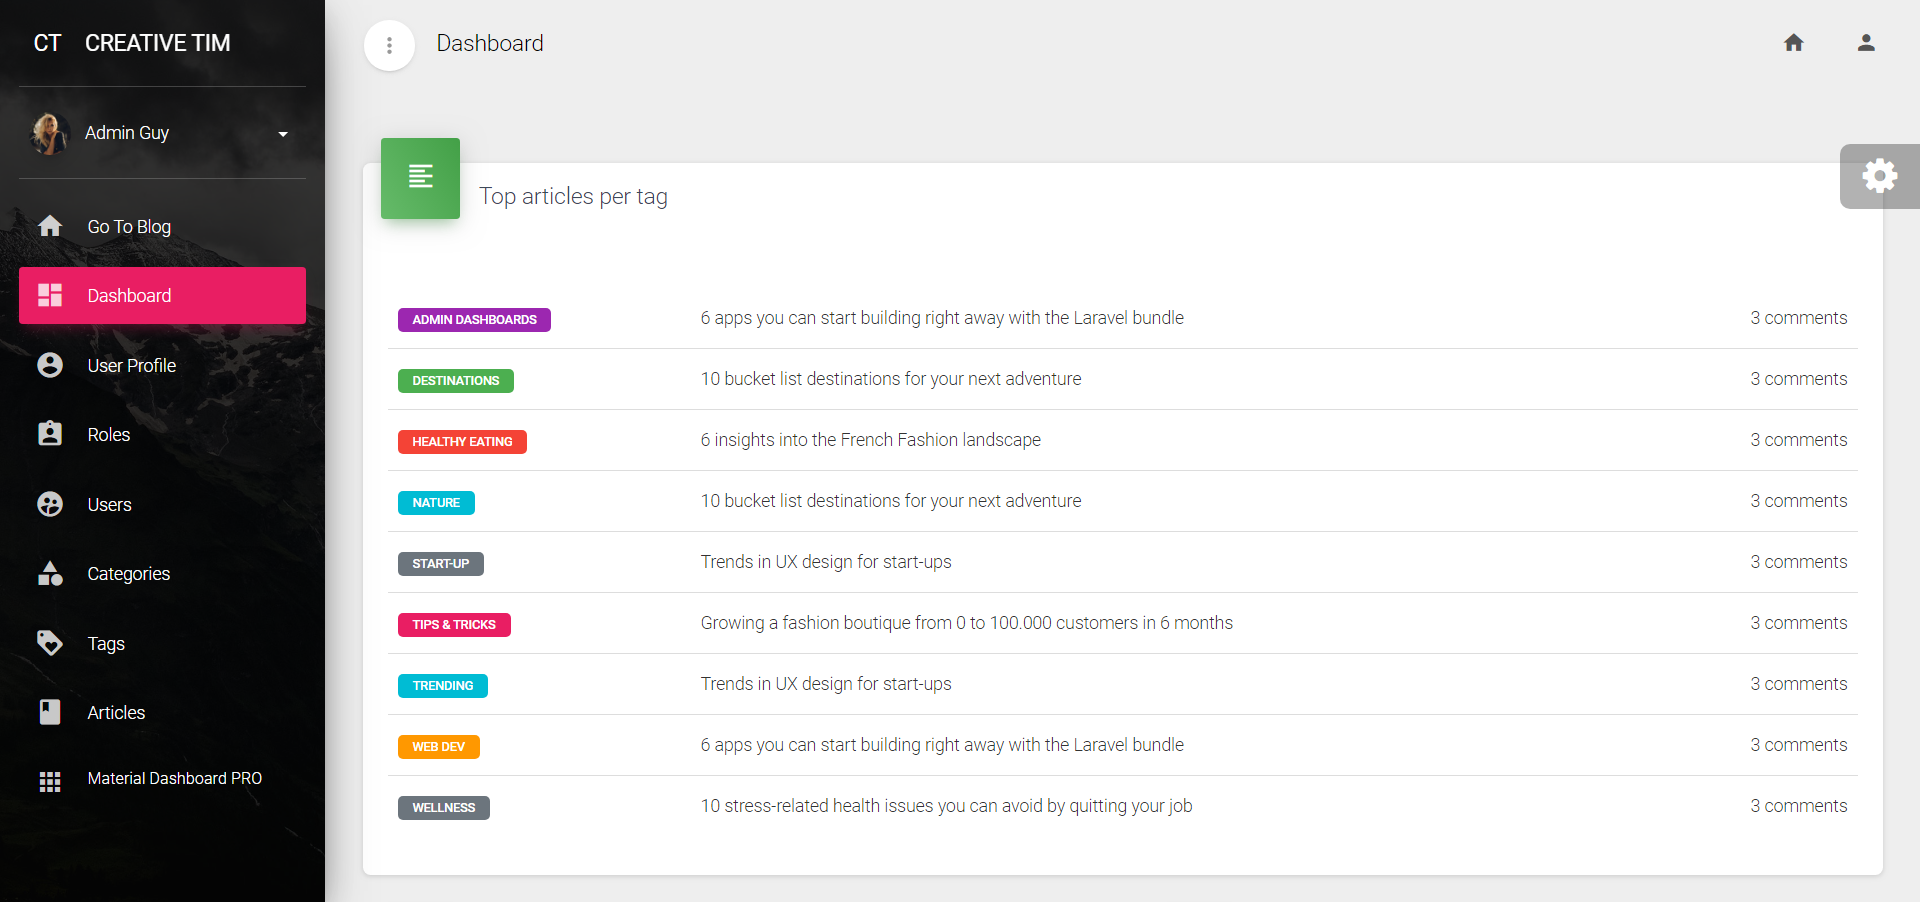 CT CREATIVE TIM
Admin Guy
Go To Blog
Dashboard
User Profile
Roles
Users
Categories
Tags
Articles
Material Dashboard PRO
Dashboard
Top articles per tag
ADMIN DASHBOARDS 6 apps you can start building right away with the Laravel bundle 3 comments
DESTINATIONS 10 bucket list destinations for your next adventure 3 comments
HEALTHY EATING 6 insights into the French Fashion landscape 3 comments
NATURE 10 bucket list destinations for your next adventure 3 comments
START-UP Trends in UX design for start-ups 3 comments
TIPS & TRICKS Growing a fashion boutique from 0 to 100.000 customers in 6 months 3 comments
TRENDING Trends in UX design for start-ups 3 comments
WEB DEV 6 apps you can start building right away with the Laravel bundle 3 comments
WELLNESS 10 stress-related health issues you can avoid by quitting your job 3 comments